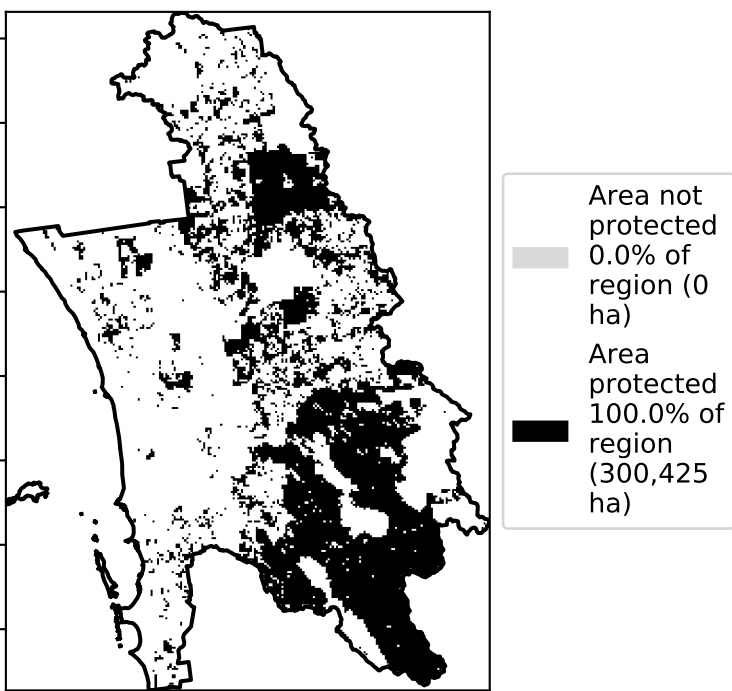 Area not
protected
0.0% of
region (0
ha)
Area
protected
100.0% of
region
(300,425
ha)